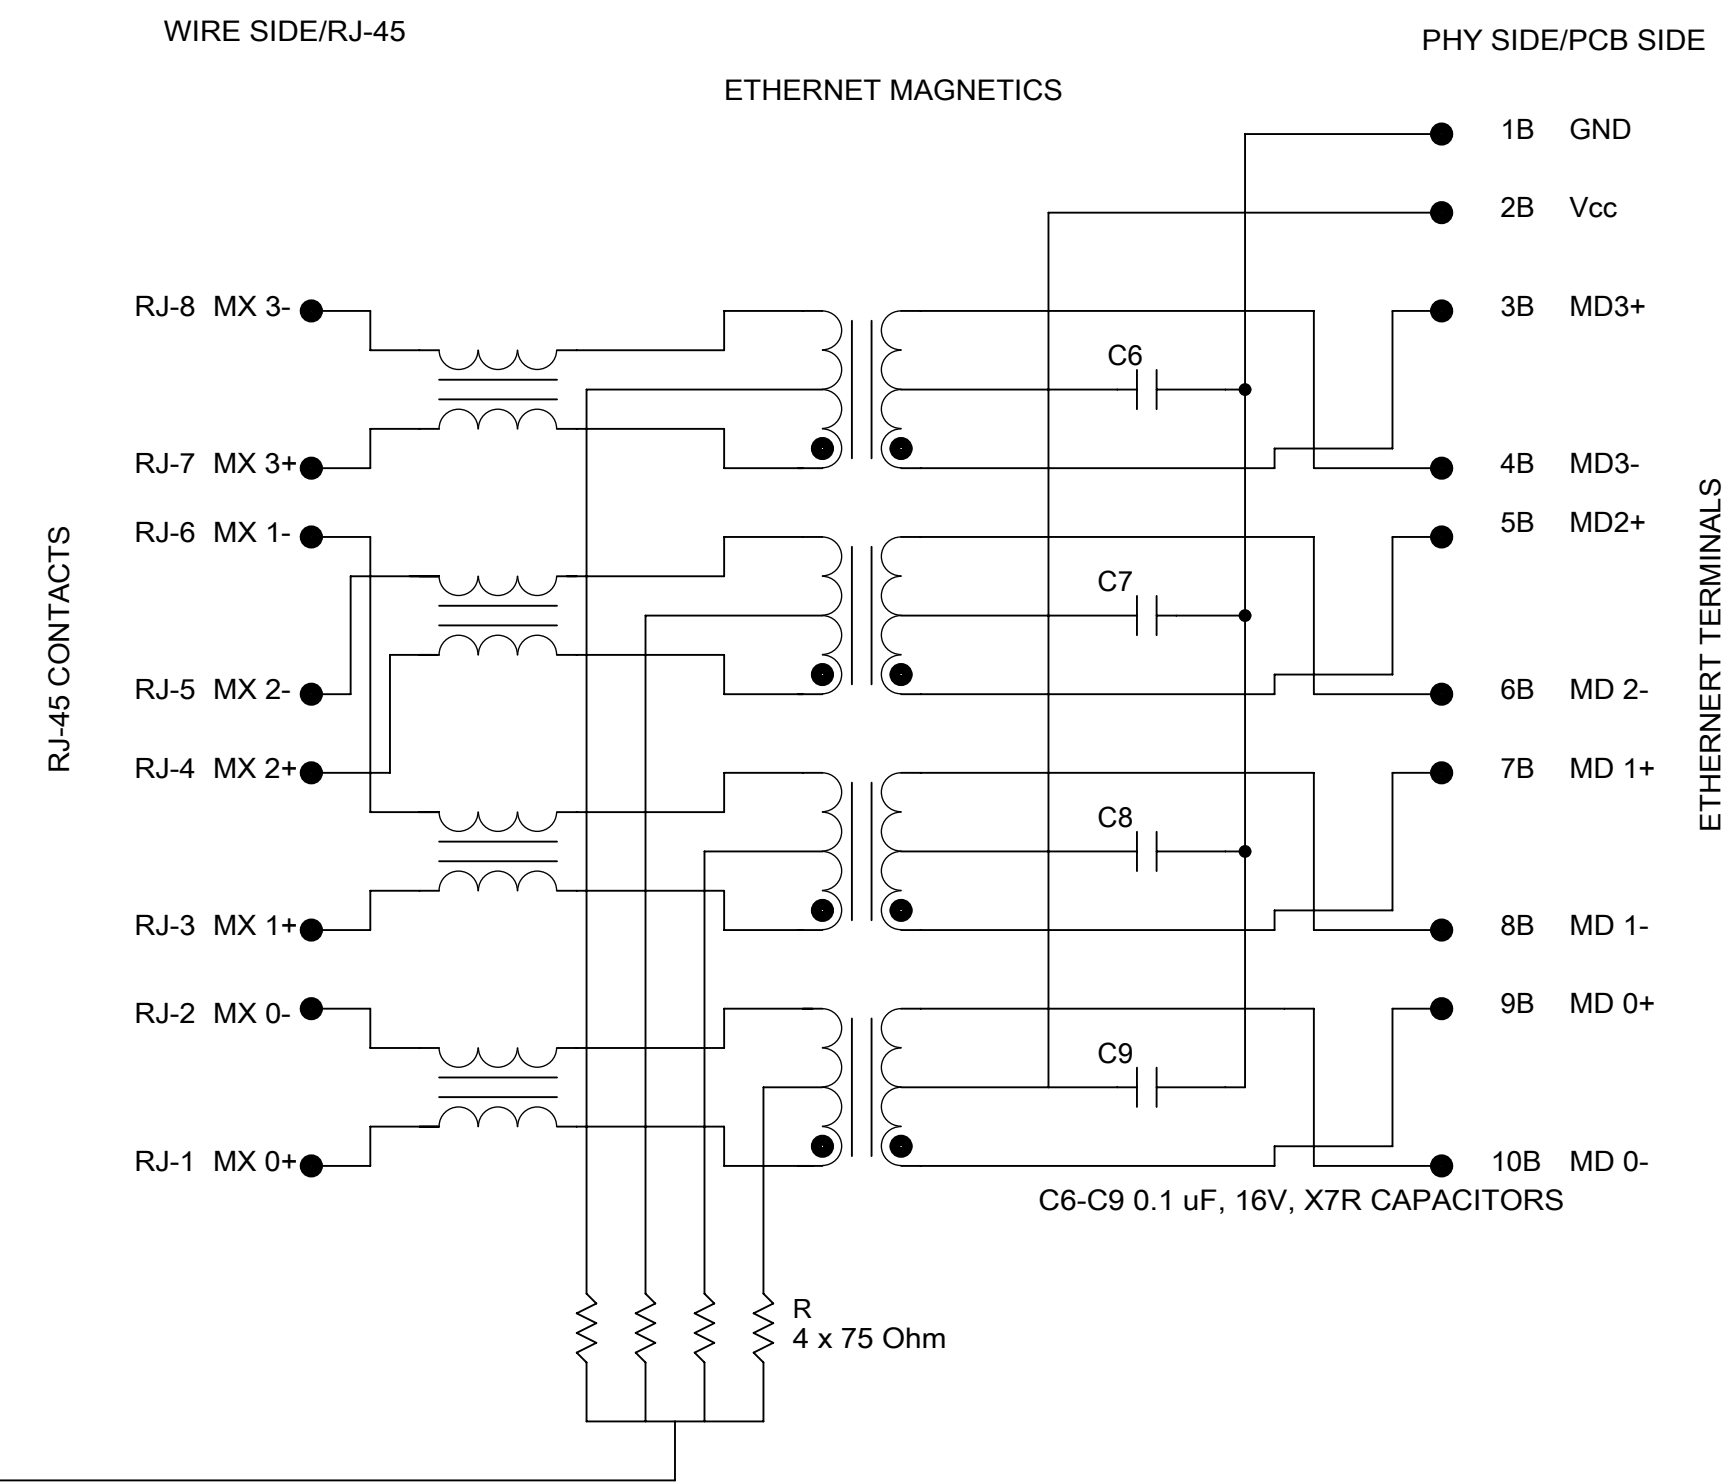 WIRE SIDE/RJ-45
PHY SIDE/PCB SIDE
ETHERNET MAGNETICS
1B GND
2B Vcc
RJ-8 MX 3-
3B MD3+
C6
RJ-7 MX 3+
4B MD3-
RJ-6 MX 1-
5B MD2+
C7
RJ-45 CONTACTS
ETHERNERT TERMINALS
RJ-5 MX 2-
6B MD 2-
RJ-4 MX 2+
7B MD 1+
C8
RJ-3 MX 1+
8B MD 1-
RJ-2 MX 0-
9B MD 0+
C9
RJ-1 MX 0+
10B MD 0-
C6-C9 0.1 uF, 16V, X7R CAPACITORS
R
4 x 75 Ohm